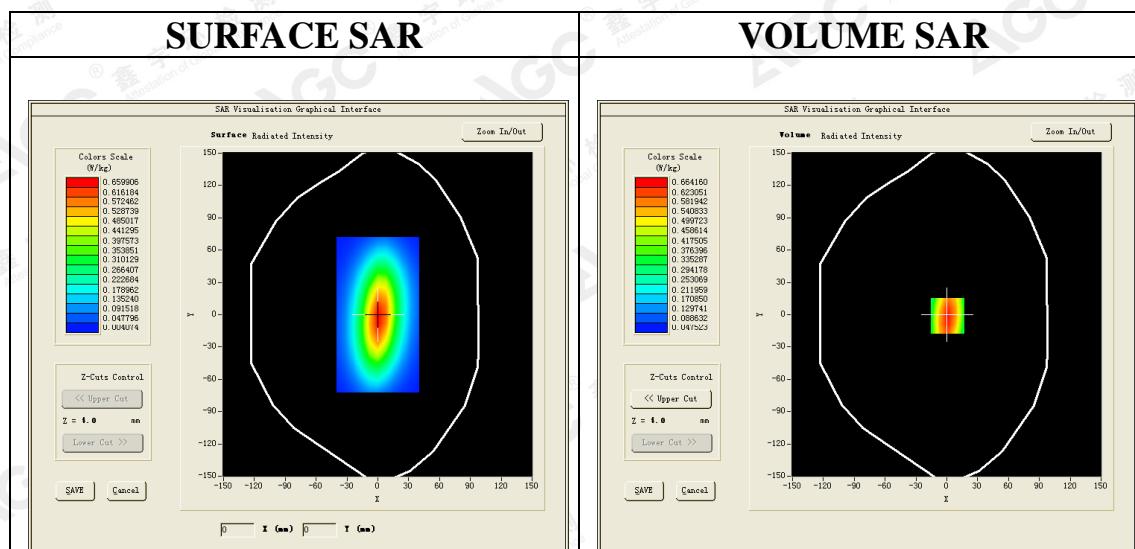 SURFACE SAR
VOLUME SAR
SAR Visualisation Graphical Interface
Surface Radiated Intensity
Zoom In/Out
Colors Scale
(W/kg)
0.659906
0.616184
0.572462
0.528739
0.485017
0.441295
0.397573
0.353851
0.310129
0.266407
0.222684
0.178962
0.135240
0.091518
0.047796
0.004074
150
120
90
60
30
0
-30
-60
-90
-120
-150
Y
-150 -120 -90 -60 -30 0 30 60 90 120 150
X
Z-Cuts Control
<< Upper Cut
Z = 4.0 mm
Lower Cut >>
SAVE Cancel
0 X (mm) 0 Y (mm)
SAR Visualisation Graphical Interface
Volume Radiated Intensity
Zoom In/Out
Colors Scale
(W/kg)
0.664160
0.623051
0.581942
0.540833
0.499723
0.458614
0.417505
0.376396
0.335287
0.294178
0.253069
0.211959
0.170850
0.129741
0.088632
0.047523
150
120
90
60
30
0
-30
-60
-90
-120
-150
Y
-150 -120 -90 -60 -30 0 30 60 90 120 150
X
Z-Cuts Control
<< Upper Cut
Z = 4.0 mm
Lower Cut >>
SAVE Cancel